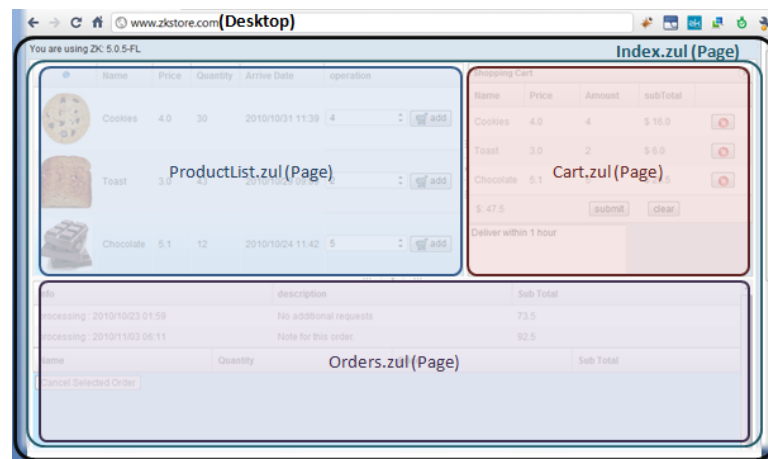 www.zkstore.com(Desktop)
You are using ZK: 5.0.5-FL
Index.zul (Page)
Name Price Quantity Arrive Date operation
Shopping Cart
Name Price Amount subTotal
Cookies 4.0 30 2010/10/31 11:39 4 add
Cookies 4.0 4 $ 16.0
Toast 3.0 2 $ 6.0
ProductList.zul (Page)
Cart.zul (Page)
Toast 3.0 add
Chocolate 5.1
$: 47.5 submit clear
Deliver within 1 hour
Chocolate 5.1 12 2010/10/24 11:42 5 add
info description Sub Total
processing : 2010/10/23 01:59 No additional requests 73.5
processing : 2010/11/03 06:11 Note for this order. 92.5
Name Quantity Sub Total
Orders.zul (Page)
Cancel Selected Order